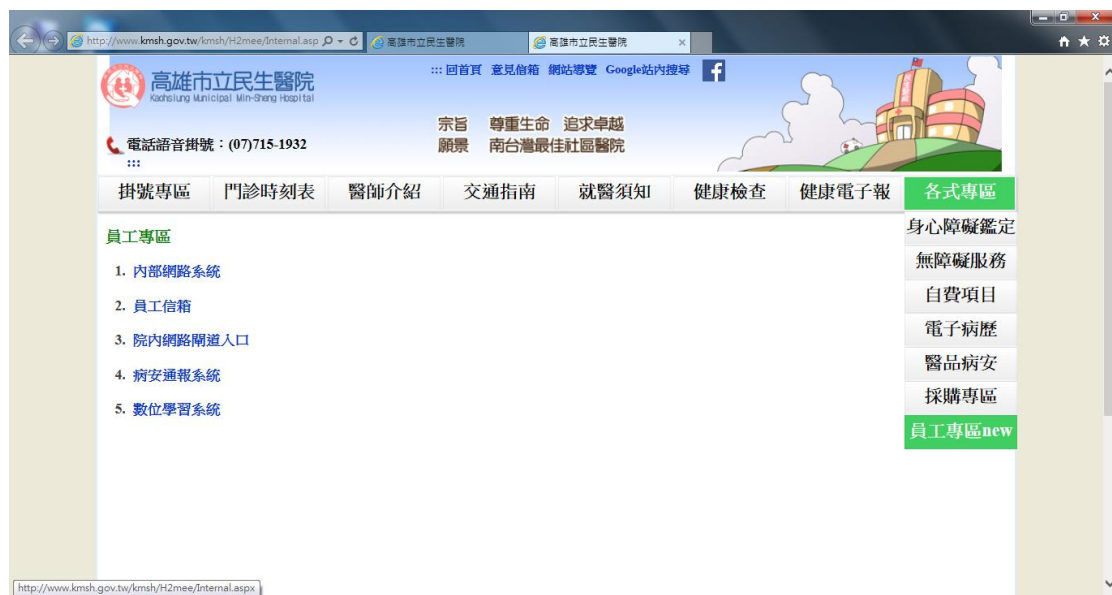 http://www.kmsh.gov.tw/kmsh/H2mee/Internal.asp
高雄市立民生醫院
高雄市立民生醫院
高雄市立民生醫院
Kaohsiung Municipal Min-Sheng Hospital
::: 回首頁 意見信箱 網站導覽 Google站內搜尋 f
宗旨 尊重生命 追求卓越
願景 南台灣最佳社區醫院
電話語音掛號：(07)715-1932
:::
掛號專區 門診時刻表 醫師介紹 交通指南 就醫須知 健康檢查 健康電子報 各式專區
身心障礙鑑定
無障礙服務
自費項目
電子病歷
醫品病安
採購專區
員工專區new
員工專區
1. 內部網路系統
2. 員工信箱
3. 院內網路閘道入口
4. 病安通報系統
5. 數位學習系統
http://www.kmsh.gov.tw/kmsh/H2mee/Internal.aspx